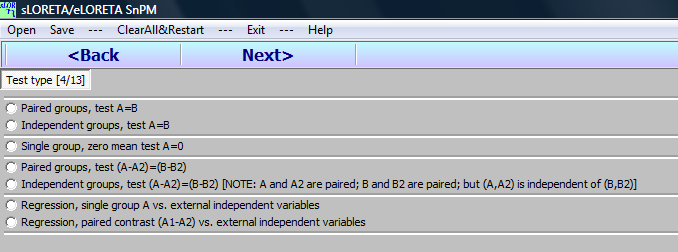 sLORETA/eLORETA SnPM
Open Save --- ClearAll&Restart --- Exit --- Help
<Back Next>
Test type [4/13]
Paired groups, test A=B
Independent groups, test A=B
Single group, zero mean test A=0
Paired groups, test (A-A2)=(B-B2)
Independent groups, test (A-A2)=(B-B2) [NOTE: A and A2 are paired; B and B2 are paired; but (A,A2) is independent of (B,B2)]
Regression, single group A vs. external independent variables
Regression, paired contrast (A1-A2) vs. external independent variables